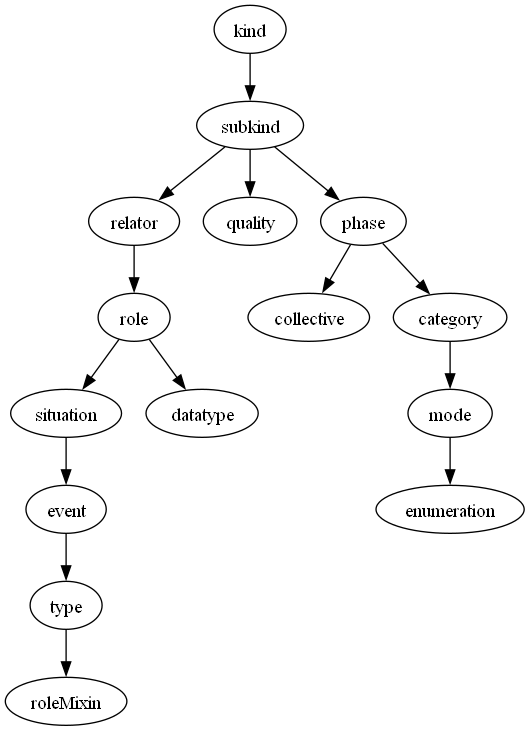 kind
subkind
relator
quality
phase
role
collective
category
situation
datatype
mode
event
enumeration
type
roleMixin